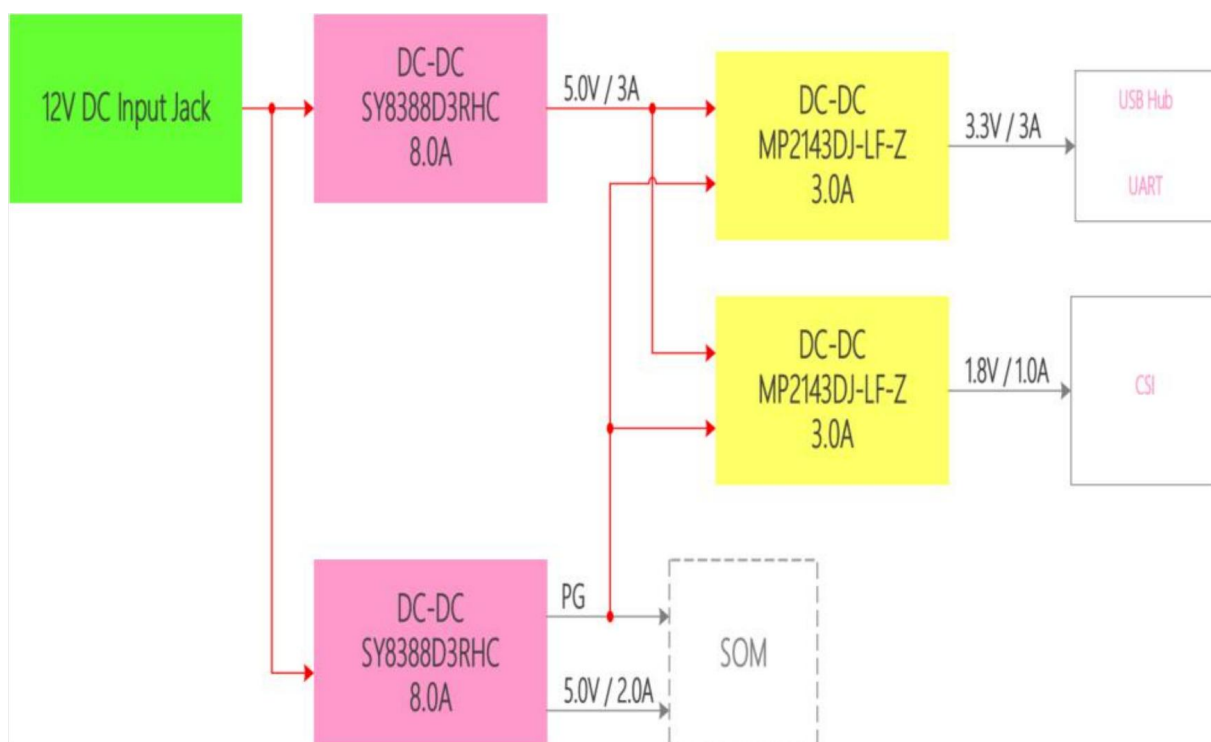 12V DC Input Jack
DC-DC
SY8388D3RHC
8.0A
5.0V / 3A
DC-DC
MP2143DJ-LF-Z
3.0A
3.3V / 3A
USB Hub
UART
DC-DC
MP2143DJ-LF-Z
3.0A
1.8V / 1.0A
CSI
DC-DC
SY8388D3RHC
8.0A
PG
5.0V / 2.0A
SOM